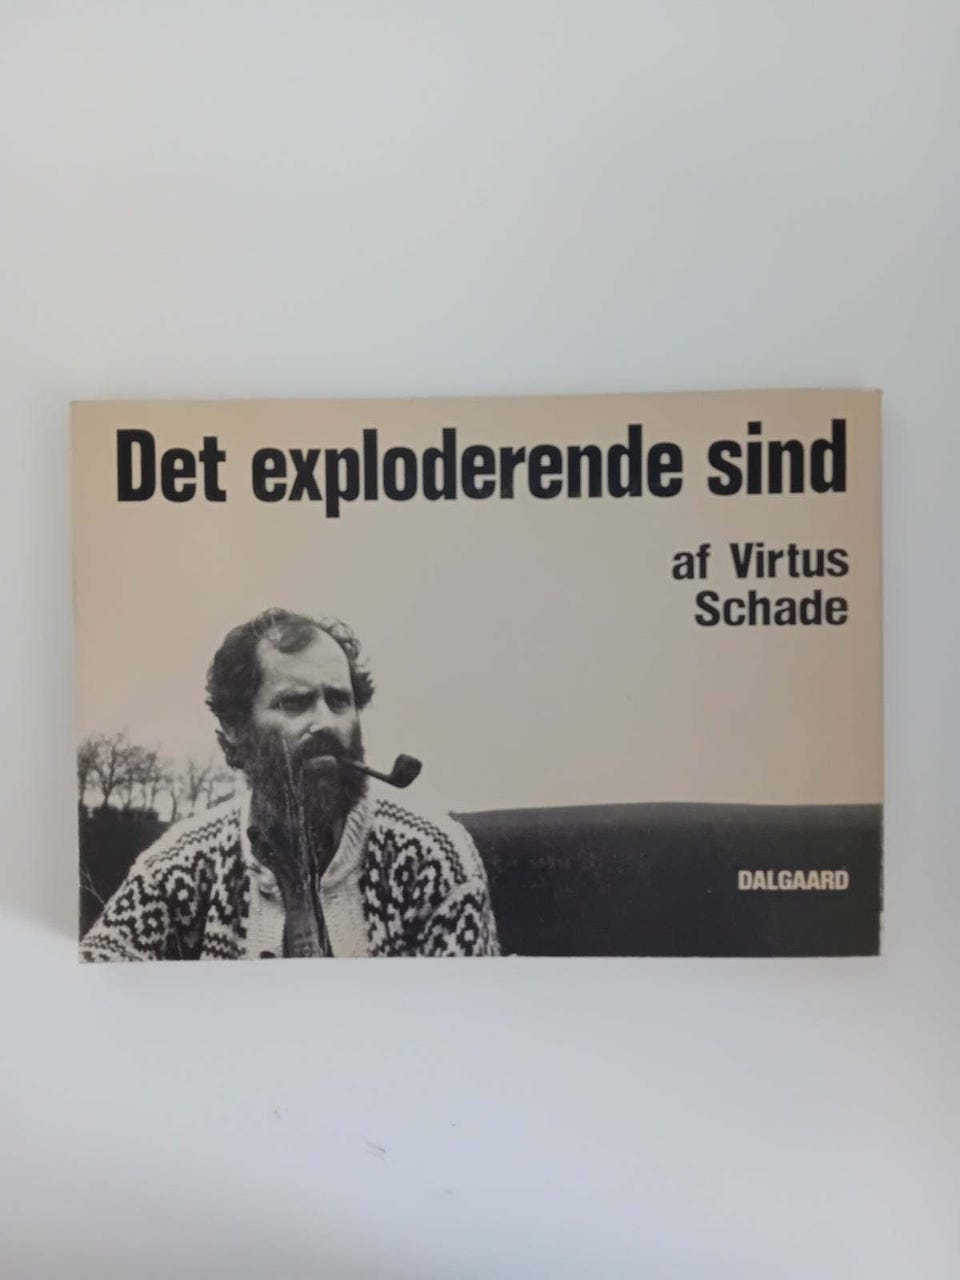 Det exploderende sind
af Virtus
Schade
DALGAARD